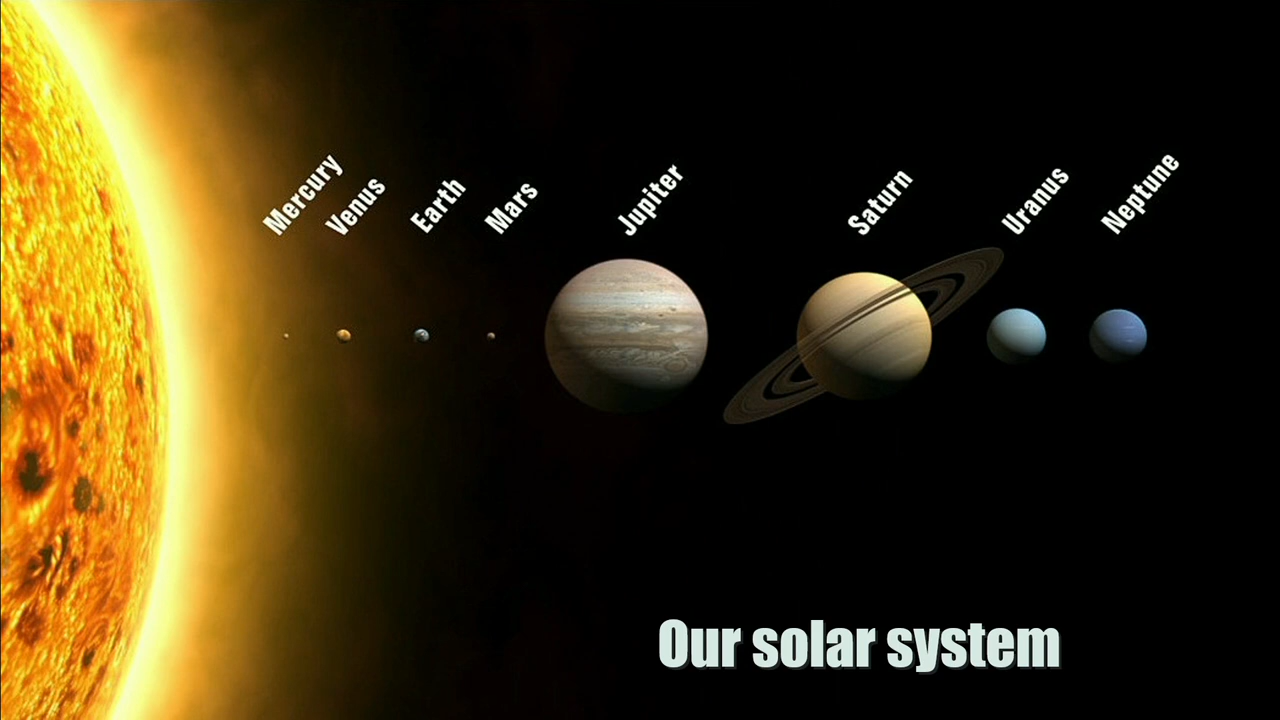 Mercury
Venus
Earth
Mars
Jupiter
Saturn
Uranus
Neptune
Our solar system